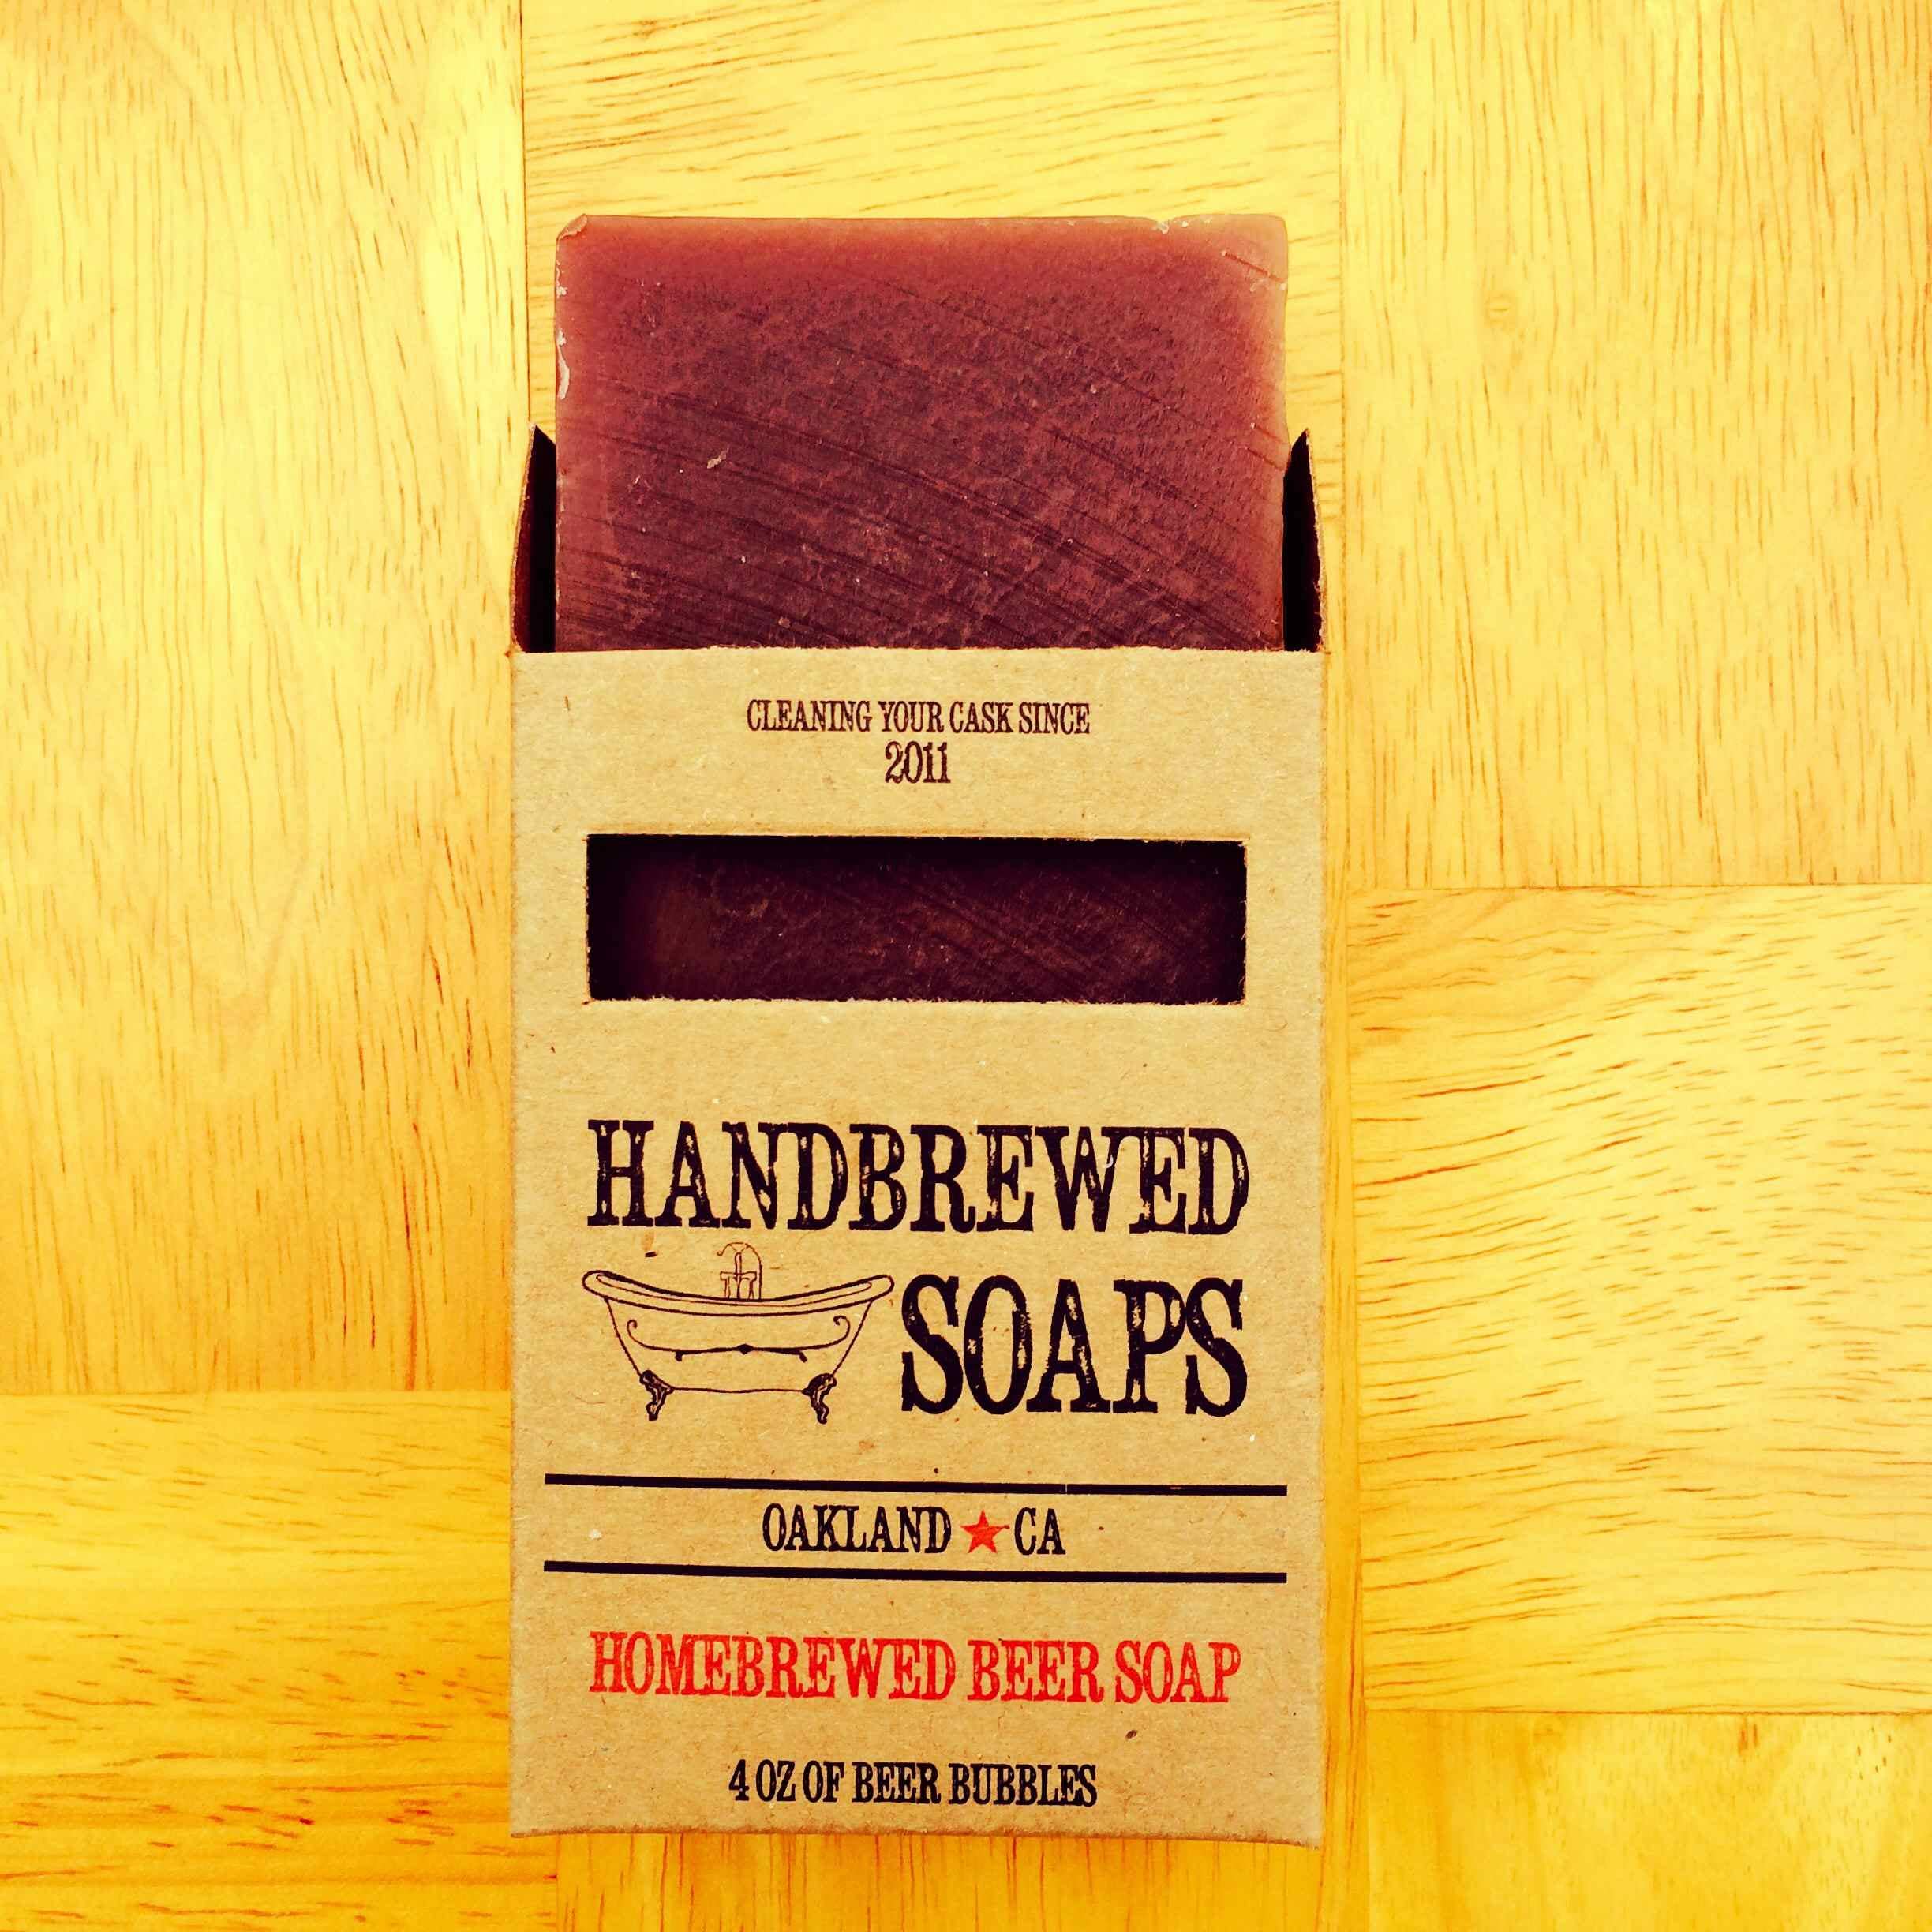 CLEANING YOUR CASK SINCE
2011
HANDBREWED
SOAPS
OAKLAND ★ CA
HOMEBREWED BEER SOAP
4 OZ OF BEER BUBBLES